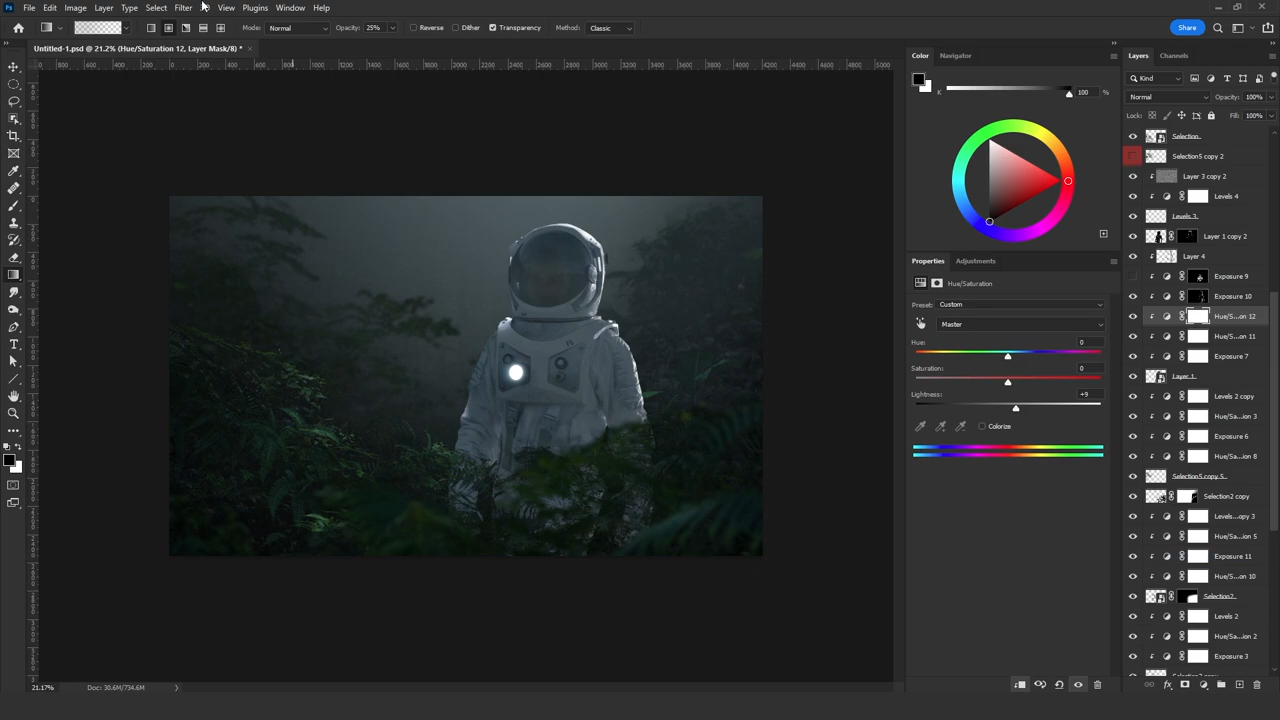 Ps File Edit Image Layer Type Select Filter View Plugins Window Help
Mode: Normal Opacity: 25% Reverse Dither Transparency Method: Classic Share
Untitled-1.psd @ 21.2% (Hue/Saturation 12, Layer Mask/8) *
Color Navigator
K 100 %
Properties Adjustments
Hue/Saturation
Preset: Custom
Master
Hue: 0
Saturation: 0
Lightness: +9
Colorize
Layers Channels
Kind
Normal Opacity: 100%
Lock: Fill: 100%
Selection
Selection5 copy 2
Layer 3 copy 2
Levels 4
Levels 3
Layer 1 copy 2
Layer 4
Exposure 9
Exposure 10
Hue/S...on 12
Hue/S...on 11
Exposure 7
Layer 1
Levels 2 copy
Hue/Sa...ion 3
Exposure 6
Hue/Sa...ion 8
Selection5 copy 5
Selection2 copy
Levels...opy 3
Hue/Sa...ion 5
Exposure 11
Hue/S...on 10
Selection2
Levels 2
Hue/Sa...ion 2
Exposure 3
21.17% Doc: 30.6M/734.6M